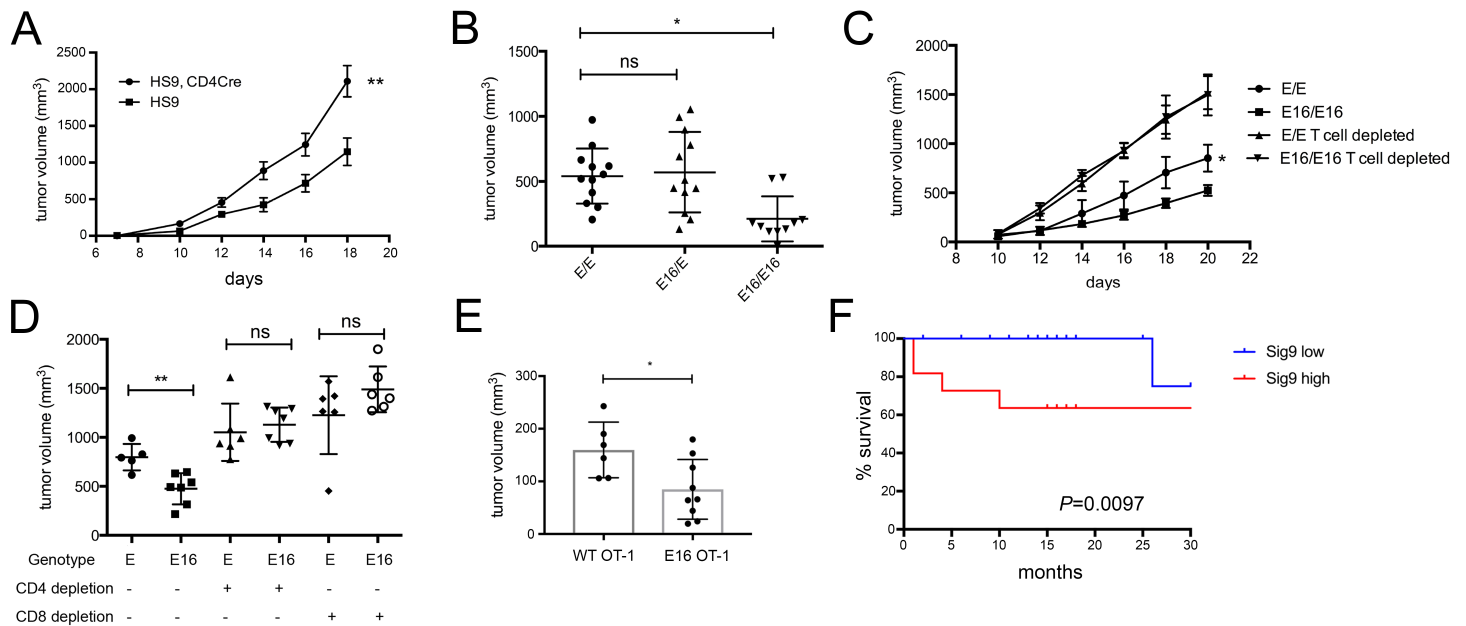 A
tumor volume (mm3)
2500
2000
1500
1000
500
0
6 8 10 12 14 16 18 20
days
HS9, CD4Cre
HS9
**
B
tumor volume (mm3)
1500
1000
500
0
*
ns
E/E
E16/E
E16/E16
C
tumor volume (mm3)
2000
1500
1000
500
0
8 10 12 14 16 18 20 22
days
*
E/E
E16/E16
E/E T cell depleted
E16/E16 T cell depleted
D
tumor volume (mm3)
2000
1500
1000
500
0
**
ns
ns
Genotype E E16 E E16 E E16
CD4 depletion - - + + - -
CD8 depletion - - - - + +
E
tumor volume (mm3)
300
200
100
0
*
WT OT-1
E16 OT-1
F
% survival
100
80
60
40
20
0
0 5 10 15 20 25 30
months
P=0.0097
Sig9 low
Sig9 high